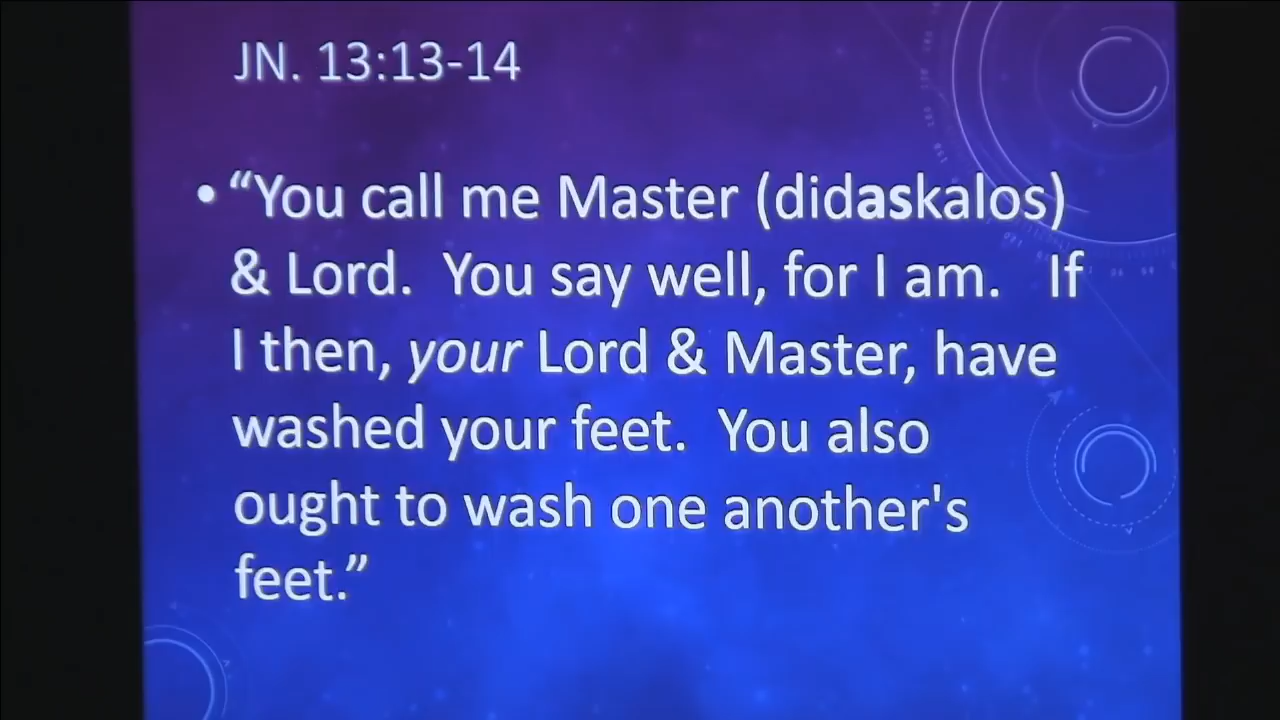 JN. 13:13-14
• “You call me Master (didaskalos)
& Lord. You say well, for I am. If
I then, your Lord & Master, have
washed your feet. You also
ought to wash one another's
feet.”